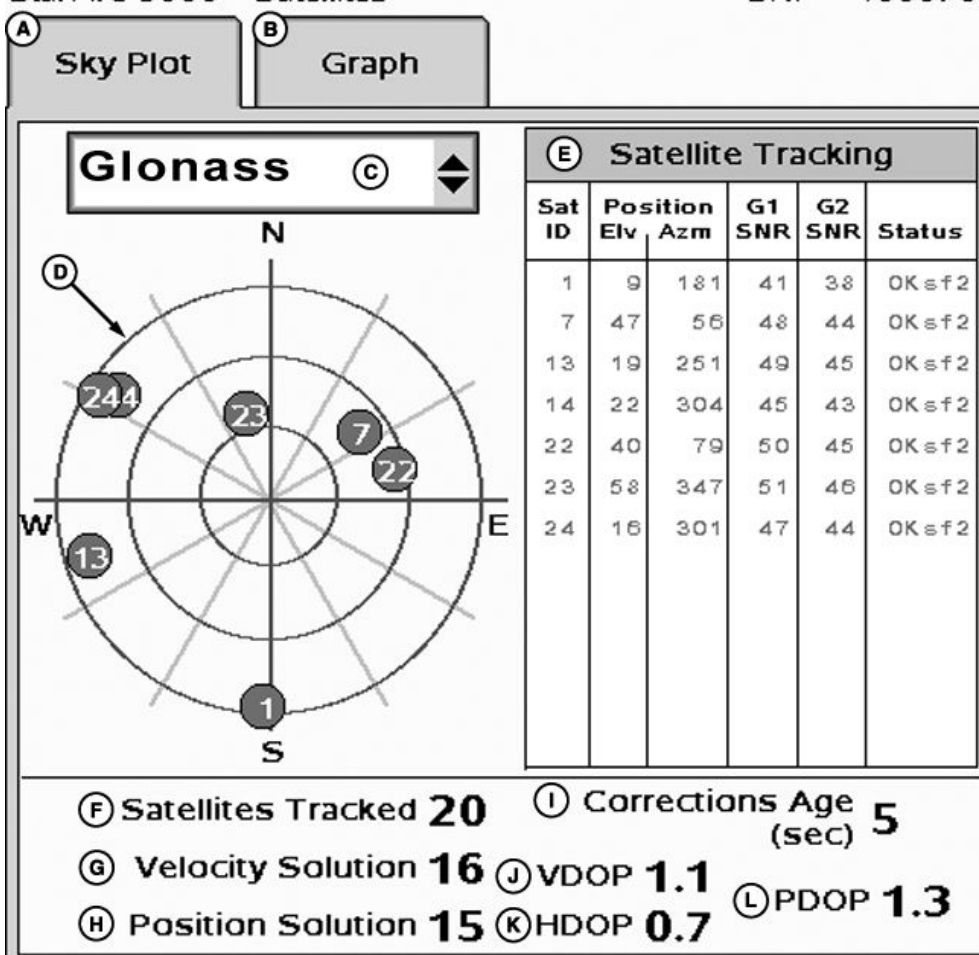 A
B
Sky Plot
Graph
Glonass
C
E Satellite Tracking
Sat ID Position Elv Azm G1 SNR G2 SNR Status
1 9 181 41 38 OKsf2
7 47 56 48 44 OKsf2
13 19 251 49 45 OKsf2
14 22 304 45 43 OKsf2
22 40 79 50 45 OKsf2
23 58 347 51 46 OKsf2
24 16 301 47 44 OKsf2
N
D
244
23
7
22
W
E
13
1
S
F Satellites Tracked 20
I Corrections Age (sec) 5
G Velocity Solution 16
J VDOP 1.1
L PDOP 1.3
H Position Solution 15
K HDOP 0.7